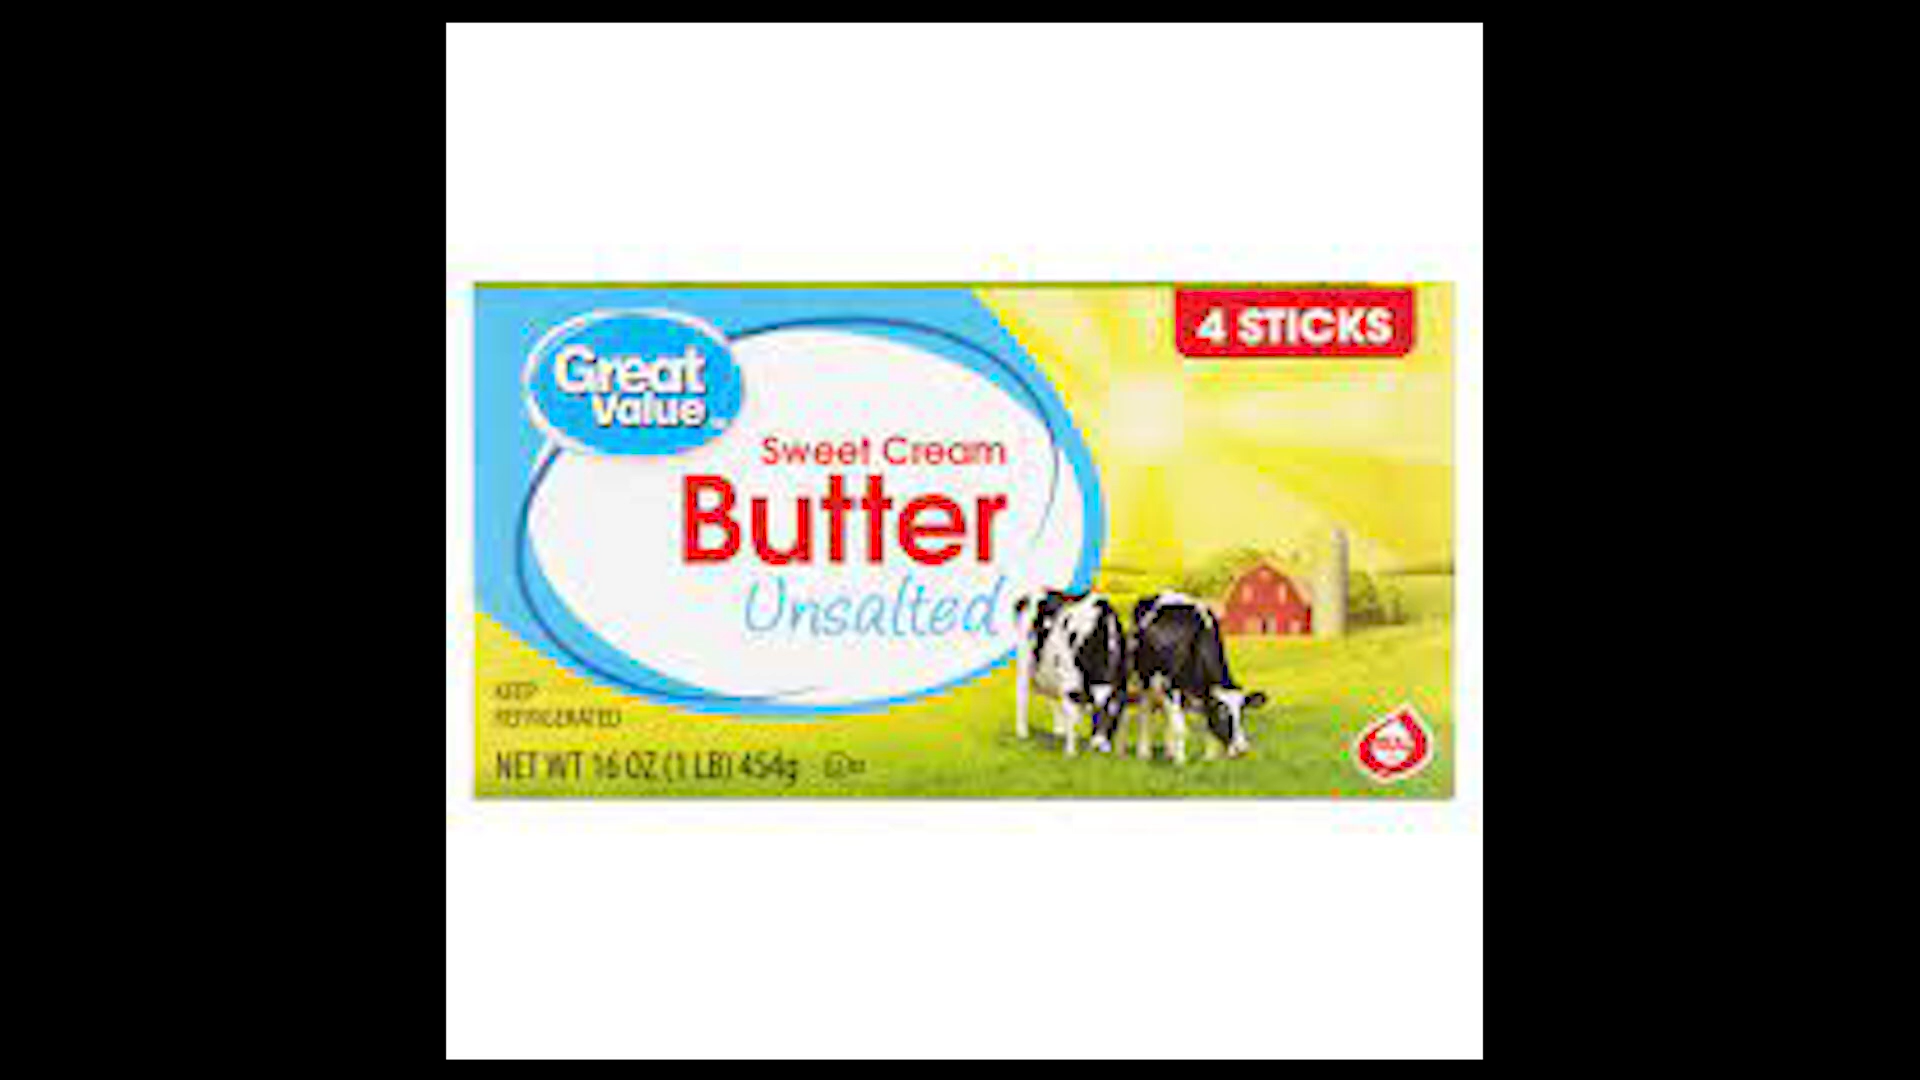 Great
Value
4 STICKS
Sweet Cream
Butter
Unsalted
KEEP
REFRIGERATED
NET WT 16 OZ (1 LB) 454g